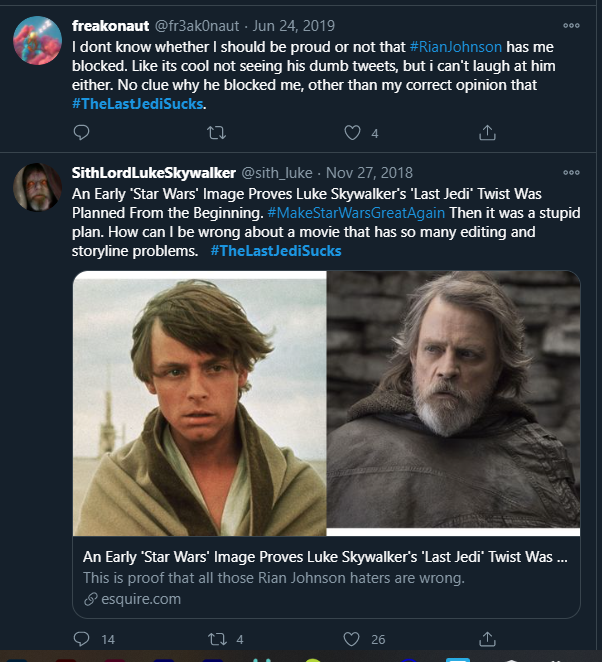 freakonaut @fr3ak0naut · Jun 24, 2019
I dont know whether I should be proud or not that #RianJohnson has me
blocked. Like its cool not seeing his dumb tweets, but i can't laugh at him
either. No clue why he blocked me, other than my correct opinion that
#TheLastJediSucks.
4
SithLordLukeSkywalker @sith_luke · Nov 27, 2018
An Early 'Star Wars' Image Proves Luke Skywalker's 'Last Jedi' Twist Was
Planned From the Beginning. #MakeStarWarsGreatAgain Then it was a stupid
plan. How can I be wrong about a movie that has so many editing and
storyline problems. #TheLastJediSucks
An Early 'Star Wars' Image Proves Luke Skywalker's 'Last Jedi' Twist Was ...
This is proof that all those Rian Johnson haters are wrong.
esquire.com
14 4 26